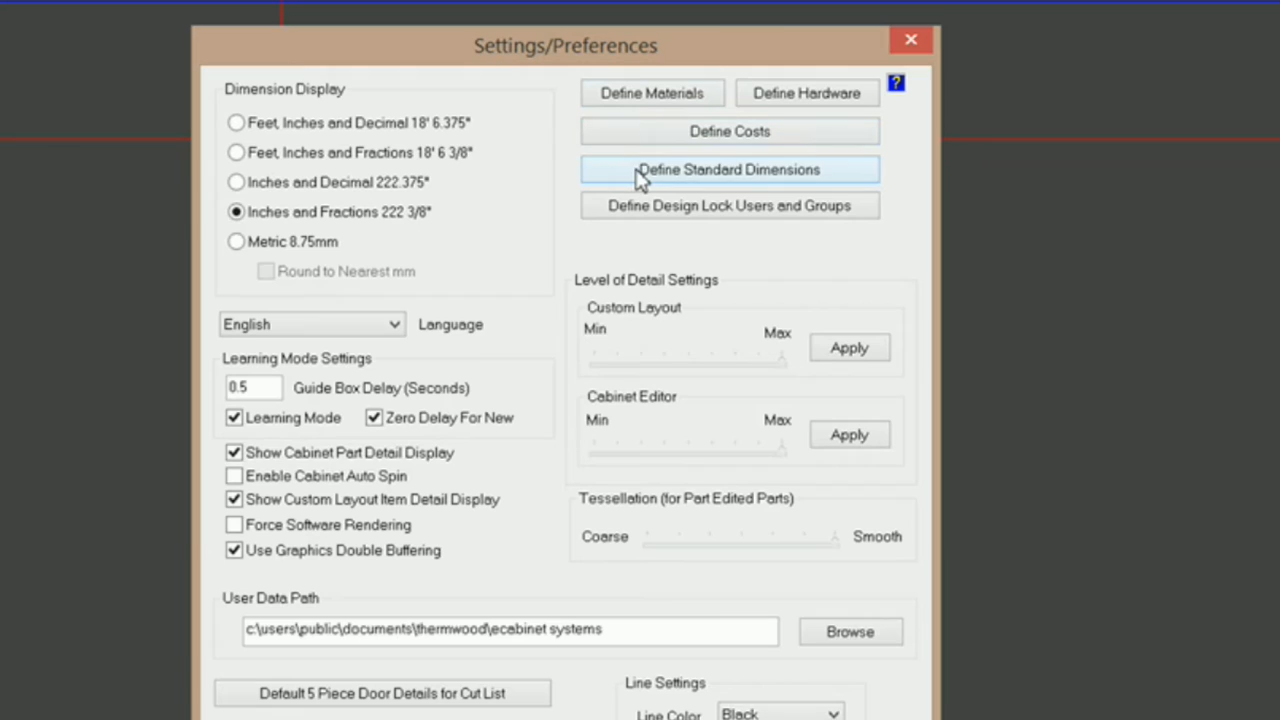 Settings/Preferences
Dimension Display
Feet, Inches and Decimal 18' 6.375"
Feet, Inches and Fractions 18' 6 3/8"
Inches and Decimal 222.375"
Inches and Fractions 222 3/8"
Metric 8.75mm
Round to Nearest mm
English
Language
Learning Mode Settings
0.5
Guide Box Delay (Seconds)
Learning Mode
Zero Delay For New
Show Cabinet Part Detail Display
Enable Cabinet Auto Spin
Show Custom Layout Item Detail Display
Force Software Rendering
Use Graphics Double Buffering
Define Materials
Define Hardware
?
Define Costs
Define Standard Dimensions
Define Design Lock Users and Groups
Level of Detail Settings
Custom Layout
Min
Max
Apply
Cabinet Editor
Min
Max
Apply
Tessellation (for Part Edited Parts)
Coarse
Smooth
User Data Path
c:\users\public\documents\thermwood\ecabinet systems
Browse
Default 5 Piece Door Details for Cut List
Line Settings
Line Color
Black